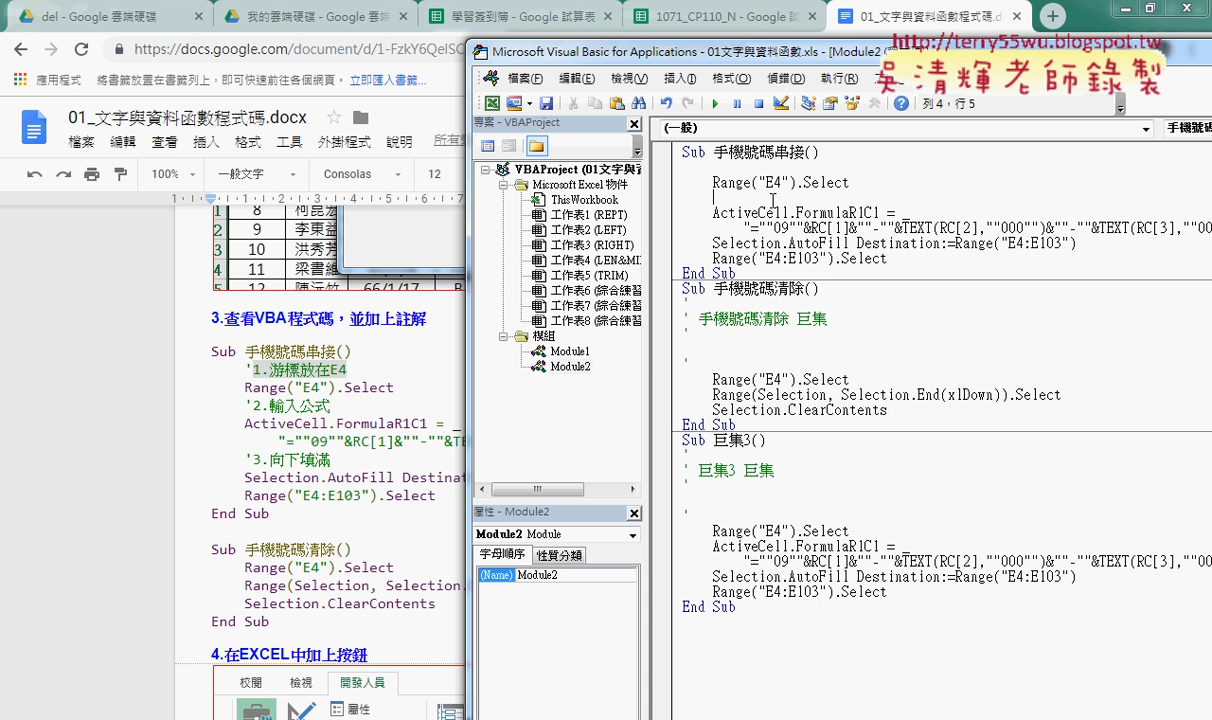 del - Google 雲端硬碟
我的雲端硬碟 - Google 雲端
學習簽到簿 - Google 試算表
1071_CP110_N - Google 試
01_文字與資料函數程式碼.d
https://docs.google.com/document/d/1-FzkY6QelSC
應用程式
將書籤放置在書籤列上，即可快速前往各個網頁。
立即匯入書籤...
http://terry55wu.blogspot.tw
吳清輝老師錄製
01_文字與資料函數程式碼.docx
檔案 編輯 查看 插入 格式 工具 外掛程式 說明
100%
一般文字
Consolas
12
8
9
李東益
10
洪秀芳
11
12
66/1/17
3.查看VBA程式碼，並加上註解
Sub 手機號碼串接()
'1.游標放在E4
Range("E4").Select
'2.輸入公式
ActiveCell.FormulaR1C1 = _
"=""09""&RC[1]&""-""&TE
'3.向下填滿
Selection.AutoFill Destinat
Range("E4:E103").Select
End Sub
Sub 手機號碼清除()
Range("E4").Select
Range(Selection, Selection.
Selection.ClearContents
End Sub
4.在EXCEL中加上按鈕
校閱 檢視 開發人員
屬性
Microsoft Visual Basic for Applications - 01文字與資料函數.xls - [Module2
檔案(F) 編輯(E) 檢視(V) 插入(I) 格式(O) 偵錯(D) 執行(R)
列 4，行 5
專案 - VBAProject
VBAProject (01文字與資
Microsoft Excel 物件
ThisWorkbook
工作表1 (REPT)
工作表2 (LEFT)
工作表3 (RIGHT)
工作表4 (LEN&MI
工作表5 (TRIM)
工作表6 (綜合練習
工作表7 (綜合練習
工作表8 (綜合練習
模組
Module1
Module2
屬性 - Module2
Module2 Module
字母順序 性質分類
(Name) Module2
(一般)
手機號碼
Sub 手機號碼串接()
Range("E4").Select
ActiveCell.FormulaR1C1 = _
"=""09""&RC[1]&""-""&TEXT(RC[2],""000"")&""-""&TEXT(RC[3],""00
Selection.AutoFill Destination:=Range("E4:E103")
Range("E4:E103").Select
End Sub
Sub 手機號碼清除()
'
' 手機號碼清除 巨集
'
'
Range("E4").Select
Range(Selection, Selection.End(xlDown)).Select
Selection.ClearContents
End Sub
Sub 巨集3()
'
' 巨集3 巨集
'
'
Range("E4").Select
ActiveCell.FormulaR1C1 = _
"=""09""&RC[1]&""-""&TEXT(RC[2],""000"")&""-""&TEXT(RC[3],""00
Selection.AutoFill Destination:=Range("E4:E103")
Range("E4:E103").Select
End Sub